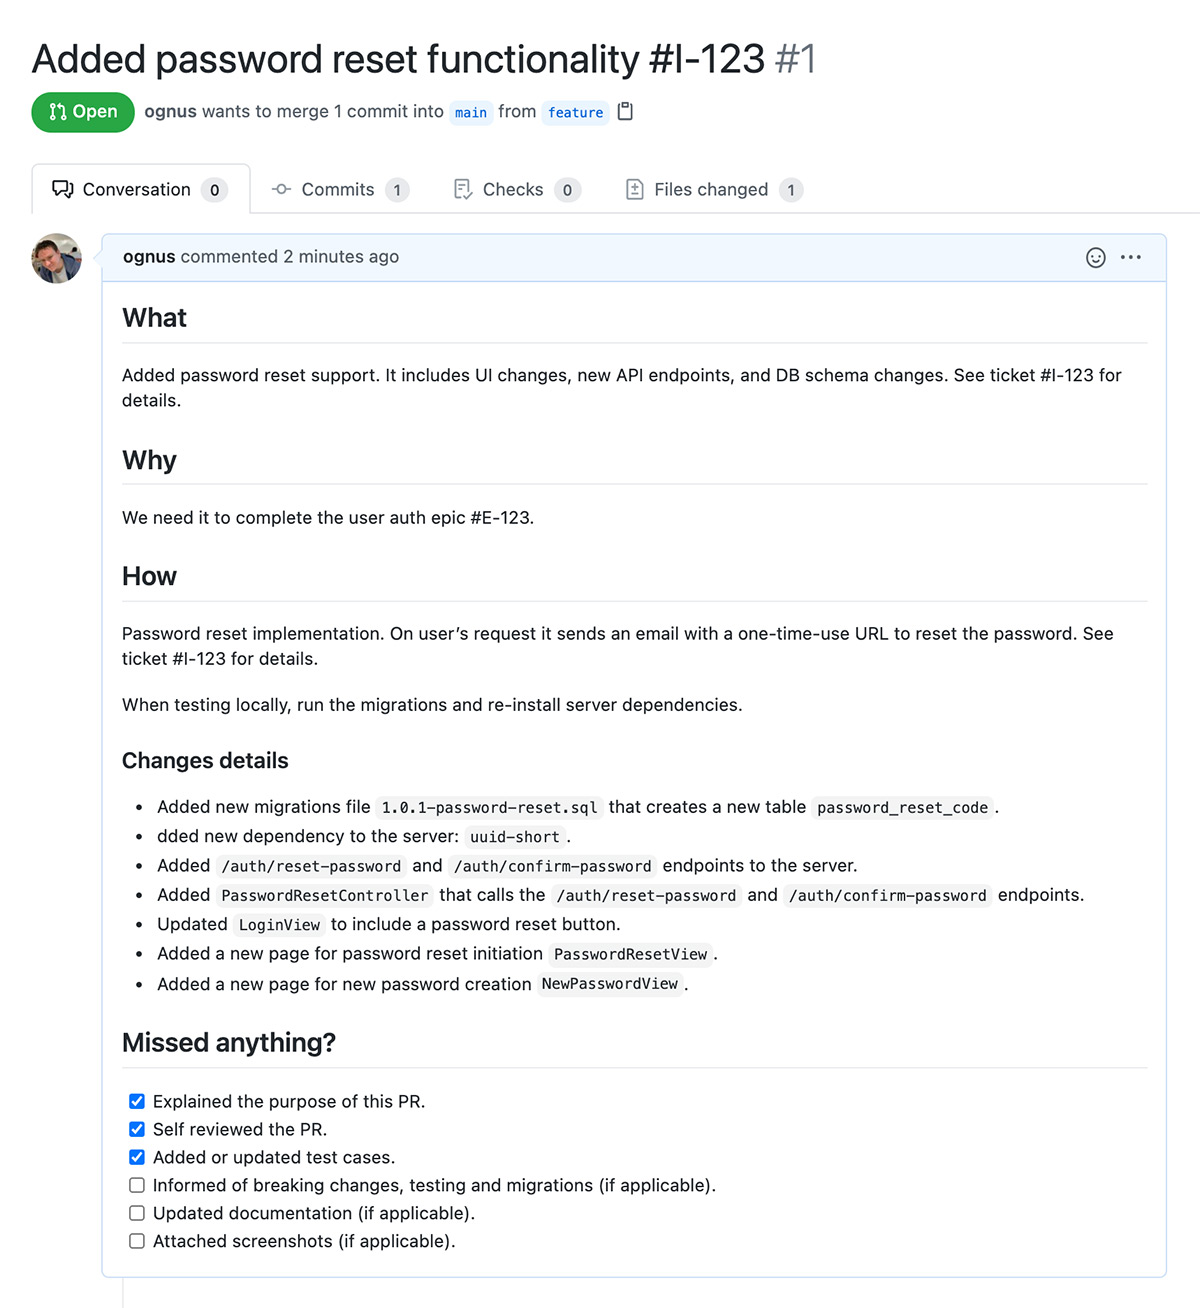 Added password reset functionality #I-123 #1
Open ognus wants to merge 1 commit into main from feature
Conversation 0 Commits 1 Checks 0 Files changed 1
ognus commented 2 minutes ago
What
Added password reset support. It includes UI changes, new API endpoints, and DB schema changes. See ticket #I-123 for
details.
Why
We need it to complete the user auth epic #E-123.
How
Password reset implementation. On user’s request it sends an email with a one-time-use URL to reset the password. See
ticket #I-123 for details.
When testing locally, run the migrations and re-install server dependencies.
Changes details
• Added new migrations file 1.0.1-password-reset.sql that creates a new table password_reset_code .
• dded new dependency to the server: uuid-short .
• Added /auth/reset-password and /auth/confirm-password endpoints to the server.
• Added PasswordResetController that calls the /auth/reset-password and /auth/confirm-password endpoints.
• Updated LoginView to include a password reset button.
• Added a new page for password reset initiation PasswordResetView .
• Added a new page for new password creation NewPasswordView .
Missed anything?
Explained the purpose of this PR.
Self reviewed the PR.
Added or updated test cases.
Informed of breaking changes, testing and migrations (if applicable).
Updated documentation (if applicable).
Attached screenshots (if applicable).